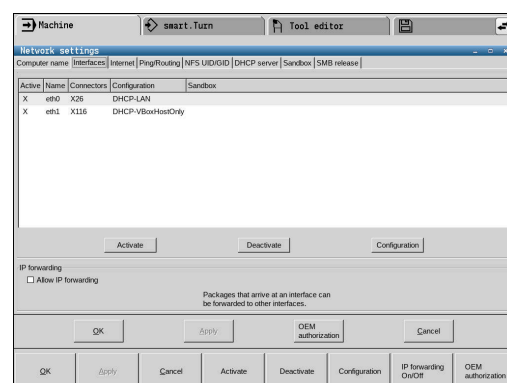 Machine
smart.Turn
Tool editor
Network settings
Computer name Interfaces Internet Ping/Routing NFS UID/GID DHCP server Sandbox SMB release
Active Name Connectors Configuration Sandbox
X eth0 X26 DHCP-LAN
X eth1 X116 DHCP-VBoxHostOnly
Activate Deactivate Configuration
IP forwarding
Allow IP forwarding
Packages that arrive at an interface can
be forwarded to other interfaces.
OK Apply OEM authorization Cancel
OK Apply Cancel Activate Deactivate Configuration IP forwarding On/Off OEM authorization